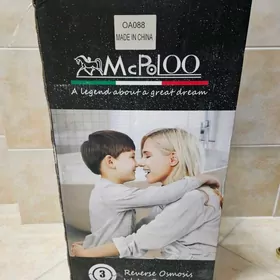 OA088
MADE IN CHINA
McPolOO
A legend about a great dream
3
Reverse Osmosis